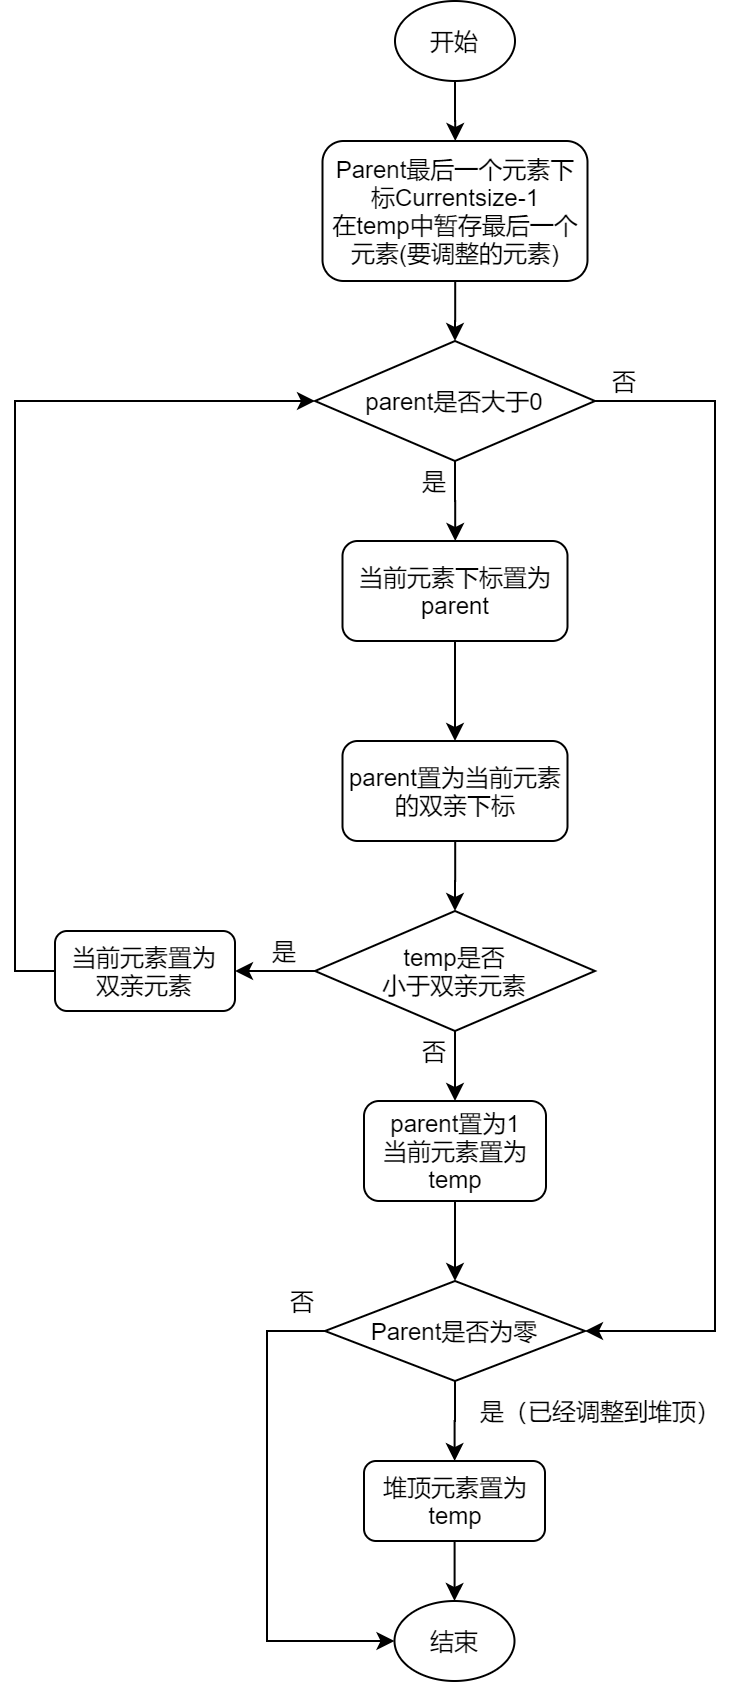 开始
Parent最后一个元素下
标Currentsize-1
在temp中暂存最后一个
元素(要调整的元素)
parent是否大于0
否
是
当前元素下标置为
parent
parent置为当前元素
的双亲下标
temp是否
小于双亲元素
是
当前元素置为
双亲元素
否
parent置为1
当前元素置为
temp
Parent是否为零
否
是（已经调整到堆顶）
堆顶元素置为
temp
结束